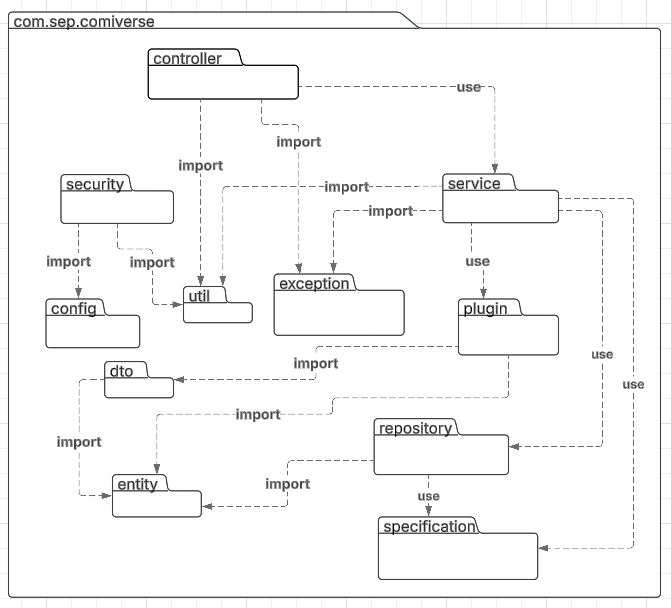 com.sep.comiverse
controller
use
import
import
security
import
service
import
import
import
use
config
util
exception
plugin
use
import
use
dto
import
import
repository
import
entity
import
use
specification